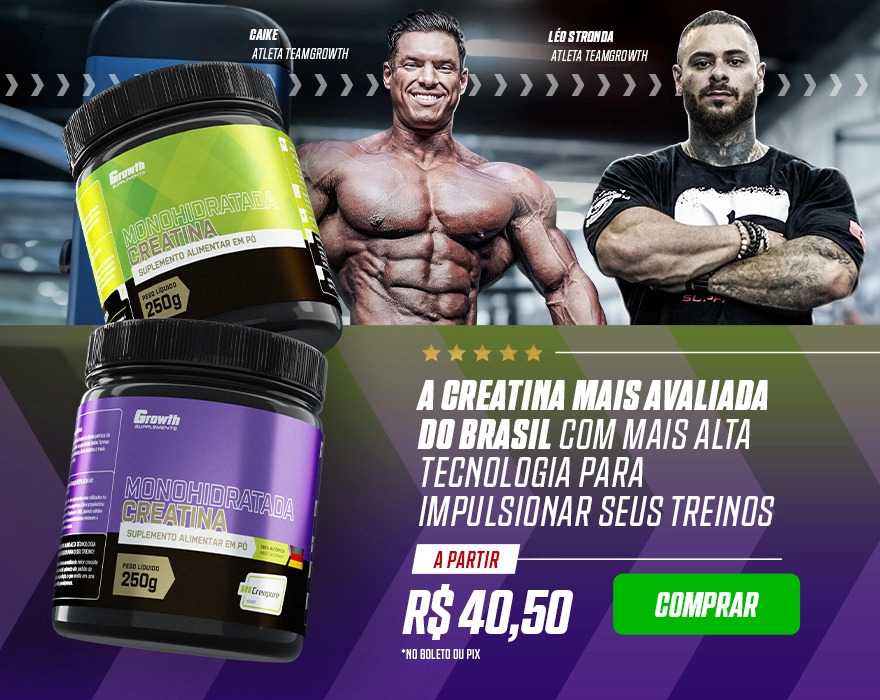 CAIKE
ATLETA TEAMGROWTH
LÉO STRONDA
ATLETA TEAMGROWTH
Growth
SUPPLEMENTS
MONOHIDRATADA
CREATINA
SUPLEMENTO ALIMENTAR EM PÓ
PESO LÍQUIDO
250g
Growth
SUPPLEMENTS
MONOHIDRATADA
CREATINA
SUPLEMENTO ALIMENTAR EM PÓ
PESO LÍQUIDO
250g
Creapure
A CREATINA MAIS AVALIADA
DO BRASIL COM MAIS ALTA
TECNOLOGIA PARA
IMPULSIONAR SEUS TREINOS
A PARTIR
R$ 40,50
COMPRAR
*NO BOLETO OU PIX